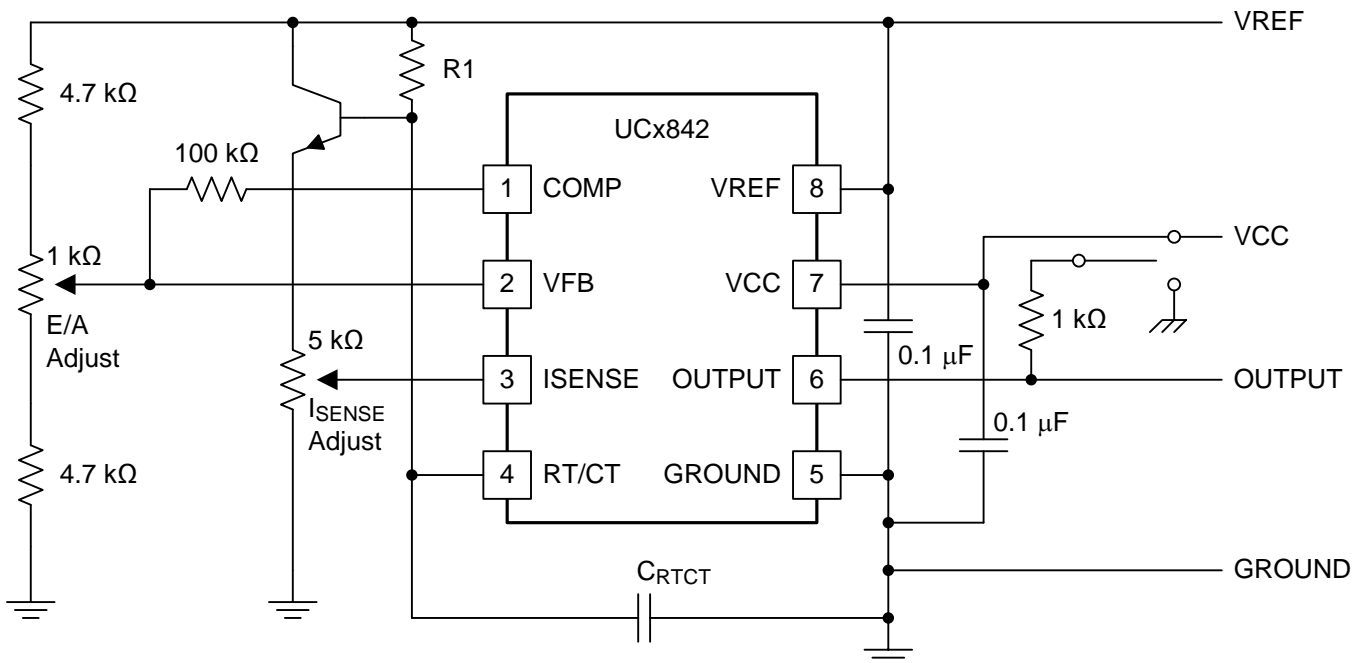 VREF
4.7 kΩ
R1
UCx842
100 kΩ
1 COMP
VREF 8
1 kΩ
E/A
Adjust
2 VFB
VCC 7
VCC
1 kΩ
0.1 μF
5 kΩ
ISENSE
Adjust
3 ISENSE
OUTPUT 6
OUTPUT
0.1 μF
4.7 kΩ
4 RT/CT
GROUND 5
CRTCT
GROUND